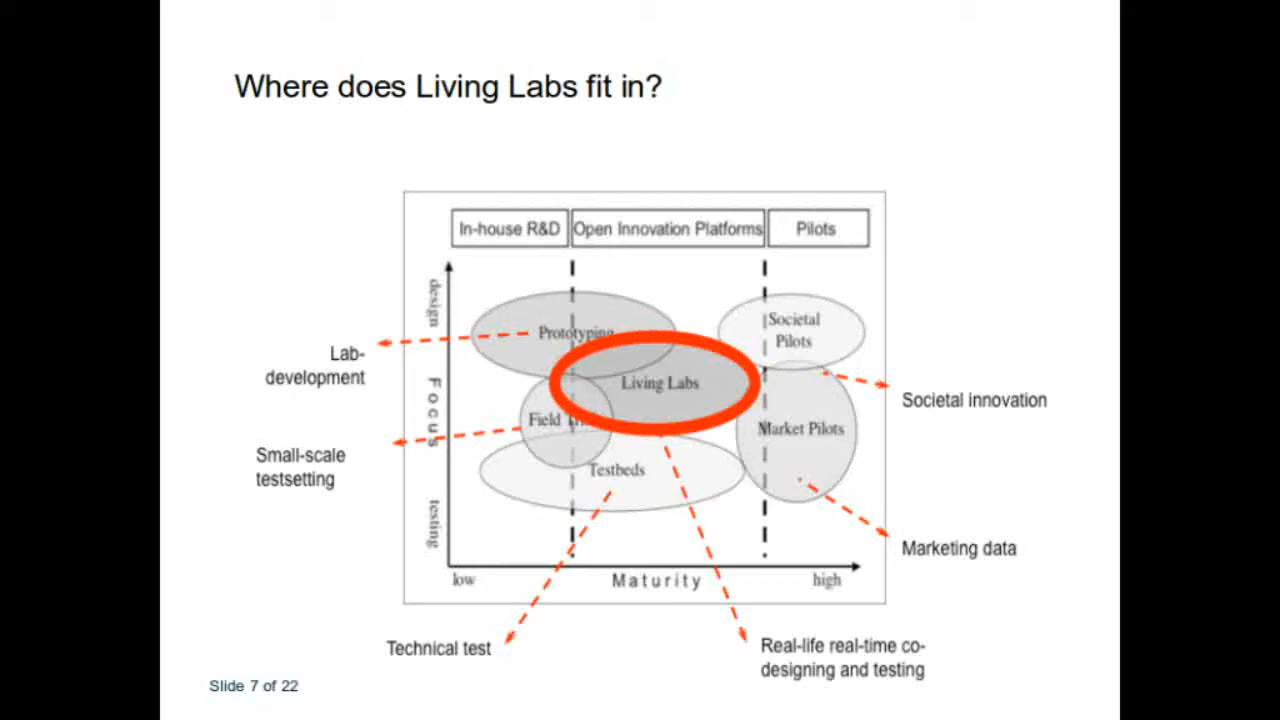 Where does Living Labs fit in?
In-house R&D
Open Innovation Platforms
Pilots
design
Focus
testing
Prototyping
Societal
Pilots
Living Labs
Field
Market Pilots
Testbeds
low
Maturity
high
Lab-
development
Small-scale
testsetting
Technical test
Real-life real-time co-
designing and testing
Societal innovation
Marketing data
Slide 7 of 22